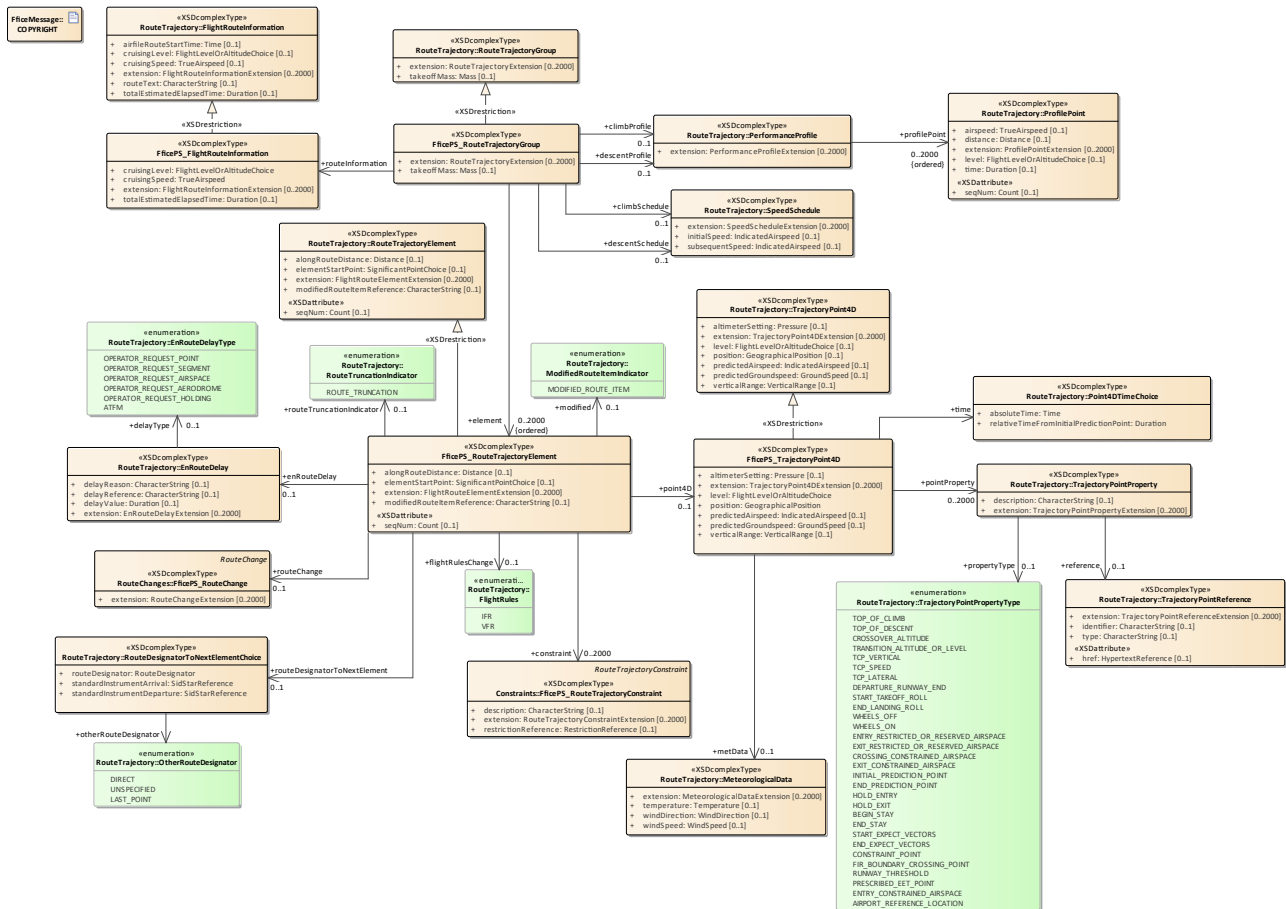 FficeMessage::
COPYRIGHT
«XSDcomplexType»
RouteTrajectory::FlightRouteInformation
+ airfileRouteStartTime: Time [0..1]
+ cruisingLevel: FlightLevelOrAltitudeChoice [0..1]
+ cruisingSpeed: TrueAirspeed [0..1]
+ extension: FlightRouteInformationExtension [0..2000]
+ routeText: CharacterString [0..1]
+ totalEstimatedElapsedTime: Duration [0..1]
«XSDrestriction»
«XSDcomplexType»
FficePS_FlightRouteInformation
+ cruisingLevel: FlightLevelOrAltitudeChoice
+ cruisingSpeed: TrueAirspeed
+ extension: FlightRouteInformationExtension [0..2000]
+ totalEstimatedElapsedTime: Duration [0..1]
+routeInformation
«XSDcomplexType»
RouteTrajectory::RouteTrajectoryGroup
+ extension: RouteTrajectoryExtension [0..2000]
+ takeoffMass: Mass [0..1]
«XSDrestriction»
«XSDcomplexType»
FficePS_RouteTrajectoryGroup
+ extension: RouteTrajectoryExtension [0..2000]
+ takeoffMass: Mass [0..1]
+climbProfile
0..1
+descentProfile
0..1
«XSDcomplexType»
RouteTrajectory::PerformanceProfile
+ extension: PerformanceProfileExtension [0..2000]
+profilePoint
0..2000
{ordered}
«XSDcomplexType»
RouteTrajectory::ProfilePoint
+ airspeed: TrueAirspeed [0..1]
+ distance: Distance [0..1]
+ extension: ProfilePointExtension [0..2000]
+ level: FlightLevelOrAltitudeChoice [0..1]
+ time: Duration [0..1]
«XSDattribute»
+ seqNum: Count [0..1]
+climbSchedule
0..1
+descentSchedule
0..1
«XSDcomplexType»
RouteTrajectory::SpeedSchedule
+ extension: SpeedScheduleExtension [0..2000]
+ initialSpeed: IndicatedAirspeed [0..1]
+ subsequentSpeed: IndicatedAirspeed [0..1]
«XSDcomplexType»
RouteTrajectory::RouteTrajectoryElement
+ alongRouteDistance: Distance [0..1]
+ elementStartPoint: SignificantPointChoice [0..1]
+ extension: FlightRouteElementExtension [0..2000]
+ modifiedRouteItemReference: CharacterString [0..1]
«XSDattribute»
+ seqNum: Count [0..1]
«XSDrestriction»
«enumeration»
RouteTrajectory::EnRouteDelayType
OPERATOR_REQUEST_POINT
OPERATOR_REQUEST_SEGMENT
OPERATOR_REQUEST_AIRSPACE
OPERATOR_REQUEST_AERODROME
OPERATOR_REQUEST_HOLDING
ATFM
+delayType
0..1
«enumeration»
RouteTrajectory::
RouteTruncationIndicator
ROUTE_TRUNCATION
+routeTruncationIndicator
0..1
«enumeration»
RouteTrajectory::
ModifiedRouteItemIndicator
MODIFIED_ROUTE_ITEM
+modified
0..1
+element
0..2000
{ordered}
«XSDcomplexType»
RouteTrajectory::TrajectoryPoint4D
+ altimeterSetting: Pressure [0..1]
+ extension: TrajectoryPoint4DExtension [0..2000]
+ level: FlightLevelOrAltitudeChoice [0..1]
+ position: GeographicalPosition [0..1]
+ predictedAirspeed: IndicatedAirspeed [0..1]
+ predictedGroundspeed: GroundSpeed [0..1]
+ verticalRange: VerticalRange [0..1]
«XSDrestriction»
+time
«XSDcomplexType»
RouteTrajectory::Point4DTimeChoice
+ absoluteTime: Time
+ relativeTimeFromInitialPredictionPoint: Duration
«XSDcomplexType»
RouteTrajectory::EnRouteDelay
+ delayReason: CharacterString [0..1]
+ delayReference: CharacterString [0..1]
+ delayValue: Duration [0..1]
+ extension: EnRouteDelayExtension [0..2000]
+enRouteDelay
0..1
«XSDcomplexType»
FficePS_RouteTrajectoryElement
+ alongRouteDistance: Distance [0..1]
+ elementStartPoint: SignificantPointChoice [0..1]
+ extension: FlightRouteElementExtension [0..2000]
+ modifiedRouteItemReference: CharacterString [0..1]
«XSDattribute»
+ seqNum: Count [0..1]
+point4D
0..1
«XSDcomplexType»
FficePS_TrajectoryPoint4D
+ altimeterSetting: Pressure [0..1]
+ extension: TrajectoryPoint4DExtension [0..2000]
+ level: FlightLevelOrAltitudeChoice
+ position: GeographicalPosition
+ predictedAirspeed: IndicatedAirspeed [0..1]
+ predictedGroundspeed: GroundSpeed [0..1]
+ verticalRange: VerticalRange [0..1]
+pointProperty
0..2000
«XSDcomplexType»
RouteTrajectory::TrajectoryPointProperty
+ description: CharacterString [0..1]
+ extension: TrajectoryPointPropertyExtension [0..2000]
+propertyType
0..1
+reference
0..1
RouteChange
«XSDcomplexType»
RouteChanges::FficePS_RouteChange
+ extension: RouteChangeExtension [0..2000]
+routeChange
0..1
+flightRulesChange
0..1
«enumerati...
RouteTrajectory::
FlightRules
IFR
VFR
«enumeration»
RouteTrajectory::TrajectoryPointPropertyType
TOP_OF_CLIMB
TOP_OF_DESCENT
CROSSOVER_ALTITUDE
TRANSITION_ALTITUDE_OR_LEVEL
TCP_VERTICAL
TCP_SPEED
TCP_LATERAL
DEPARTURE_RUNWAY_END
START_TAKEOFF_ROLL
END_LANDING_ROLL
WHEELS_OFF
WHEELS_ON
ENTRY_RESTRICTED_OR_RESERVED_AIRSPACE
EXIT_RESTRICTED_OR_RESERVED_AIRSPACE
CROSSING_CONSTRAINED_AIRSPACE
EXIT_CONSTRAINED_AIRSPACE
INITIAL_PREDICTION_POINT
END_PREDICTION_POINT
HOLD_ENTRY
HOLD_EXIT
BEGIN_STAY
END_STAY
START_EXPECT_VECTORS
END_EXPECT_VECTORS
CONSTRAINT_POINT
FIR_BOUNDARY_CROSSING_POINT
RUNWAY_THRESHOLD
PRESCRIBED_EET_POINT
ENTRY_CONSTRAINED_AIRSPACE
AIRPORT_REFERENCE_LOCATION
«XSDcomplexType»
RouteTrajectory::TrajectoryPointReference
+ extension: TrajectoryPointReferenceExtension [0..2000]
+ identifier: CharacterString [0..1]
+ type: CharacterString [0..1]
«XSDattribute»
+ href: HypertextReference [0..1]
«XSDcomplexType»
RouteTrajectory::RouteDesignatorToNextElementChoice
+ routeDesignator: RouteDesignator
+ standardInstrumentArrival: SidStarReference
+ standardInstrumentDeparture: SidStarReference
+routeDesignatorToNextElement
0..1
+constraint
0..2000
RouteTrajectoryConstraint
«XSDcomplexType»
Constraints::FficePS_RouteTrajectoryConstraint
+ description: CharacterString [0..1]
+ extension: RouteTrajectoryConstraintExtension [0..2000]
+ restrictionReference: RestrictionReference [0..1]
+otherRouteDesignator
«enumeration»
RouteTrajectory::OtherRouteDesignator
DIRECT
UNSPECIFIED
LAST_POINT
+metData
0..1
«XSDcomplexType»
RouteTrajectory::MeteorologicalData
+ extension: MeteorologicalDataExtension [0..2000]
+ temperature: Temperature [0..1]
+ windDirection: WindDirection [0..1]
+ windSpeed: WindSpeed [0..1]